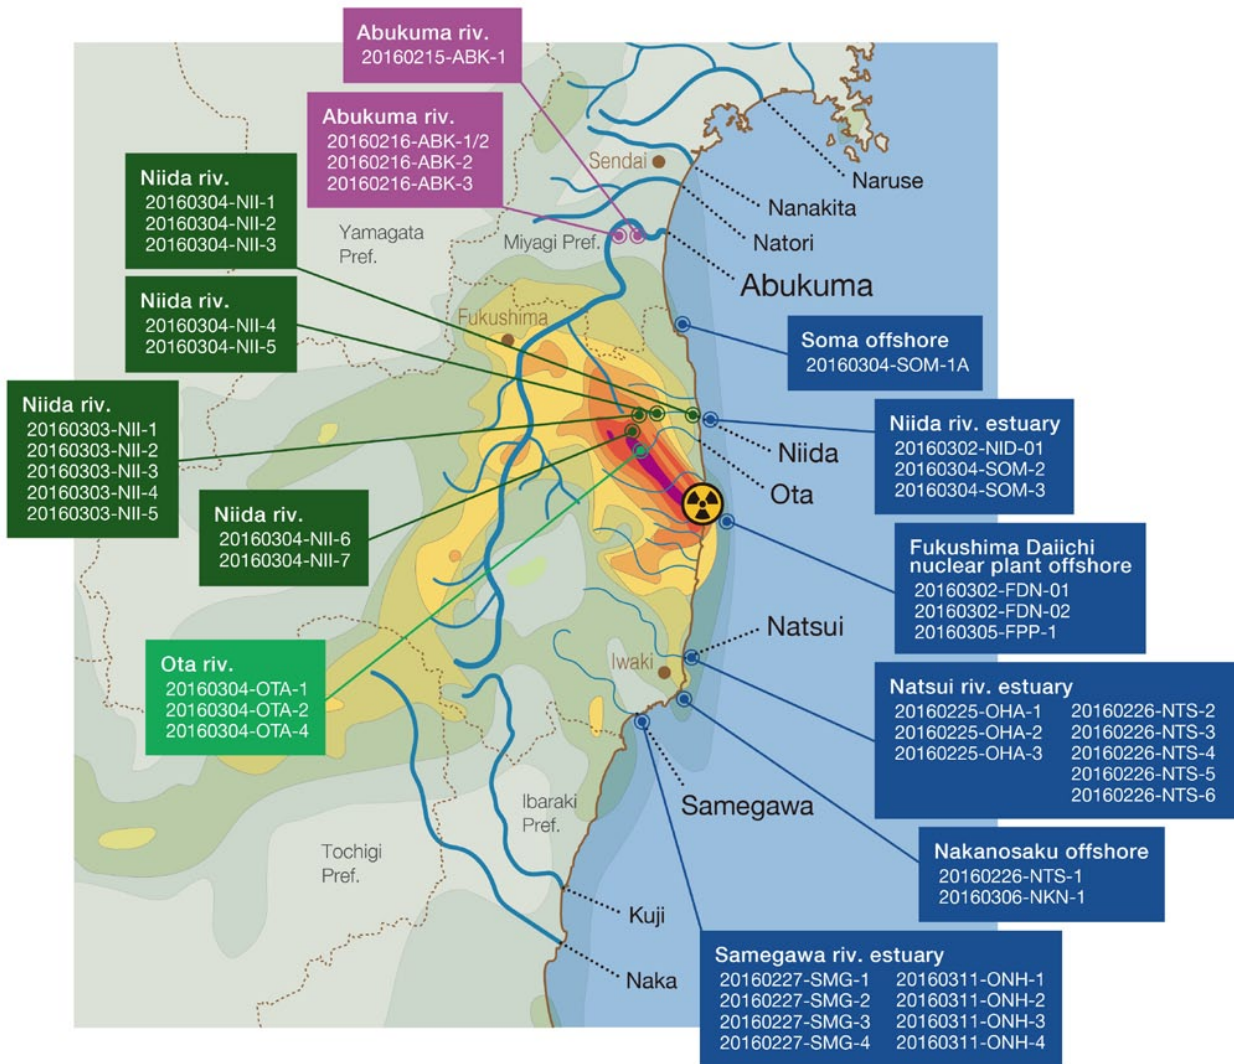 Abukuma riv.
20160215-ABK-1
Abukuma riv.
20160216-ABK-1/2
20160216-ABK-2
20160216-ABK-3
Niida riv.
20160304-NII-1
20160304-NII-2
20160304-NII-3
Niida riv.
20160304-NII-4
20160304-NII-5
Niida riv.
20160303-NII-1
20160303-NII-2
20160303-NII-3
20160303-NII-4
20160303-NII-5
Niida riv.
20160304-NII-6
20160304-NII-7
Ota riv.
20160304-OTA-1
20160304-OTA-2
20160304-OTA-4
Yamagata
Pref.
Miyagi Pref.
Sendai
Fukushima
Iwaki
Ibaraki
Pref.
Tochigi
Pref.
Naruse
Nanakita
Natori
Abukuma
Niida
Ota
Natsui
Samegawa
Kuji
Naka
Soma offshore
20160304-SOM-1A
Niida riv. estuary
20160302-NID-01
20160304-SOM-2
20160304-SOM-3
Fukushima Daiichi
nuclear plant offshore
20160302-FDN-01
20160302-FDN-02
20160305-FPP-1
Natsui riv. estuary
20160225-OHA-1
20160225-OHA-2
20160225-OHA-3
20160226-NTS-2
20160226-NTS-3
20160226-NTS-4
20160226-NTS-5
20160226-NTS-6
Nakanosaku offshore
20160226-NTS-1
20160306-NKN-1
Samegawa riv. estuary
20160227-SMG-1
20160227-SMG-2
20160227-SMG-3
20160227-SMG-4
20160311-ONH-1
20160311-ONH-2
20160311-ONH-3
20160311-ONH-4